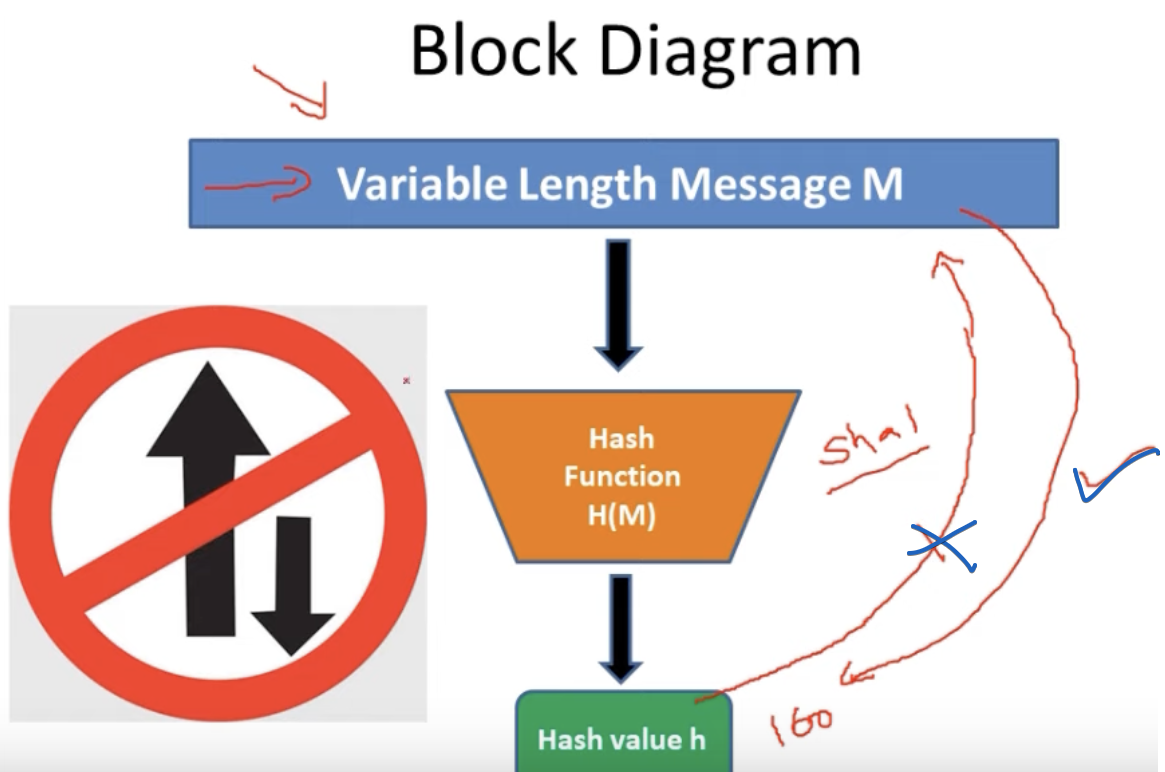 Block Diagram
Variable Length Message M
Hash
Function
H(M)
Sha1
Hash value h
160